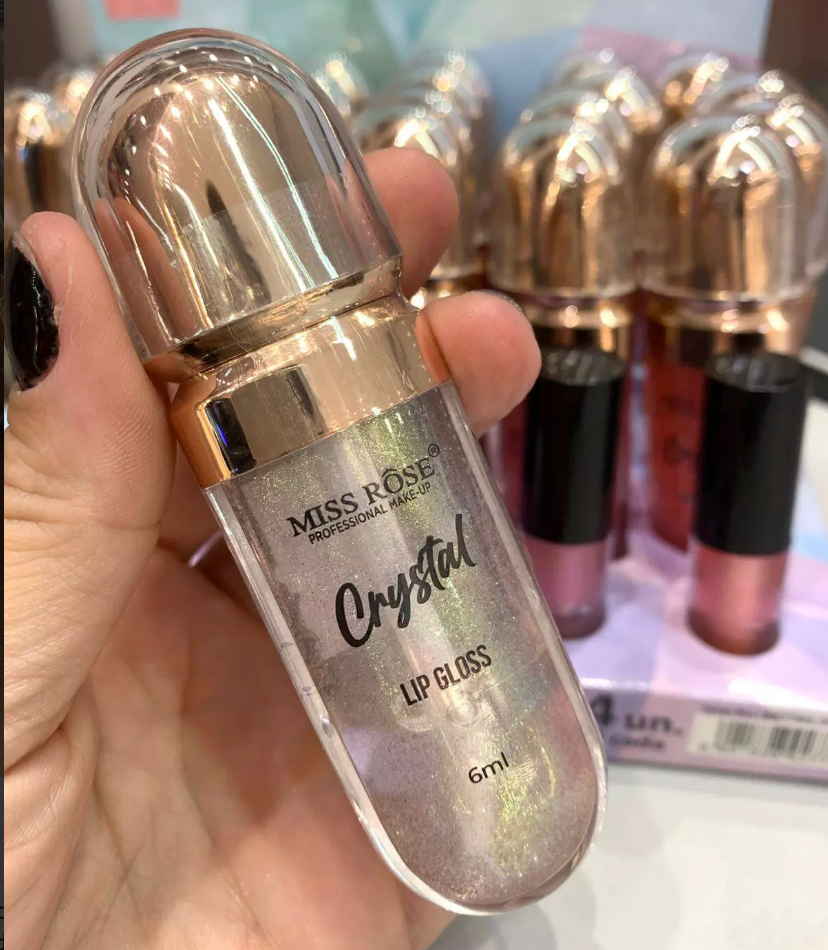 MISS RÔSE®
PROFESSIONAL MAKE-UP
Crystal
LIP GLOSS
6ml
4 un.